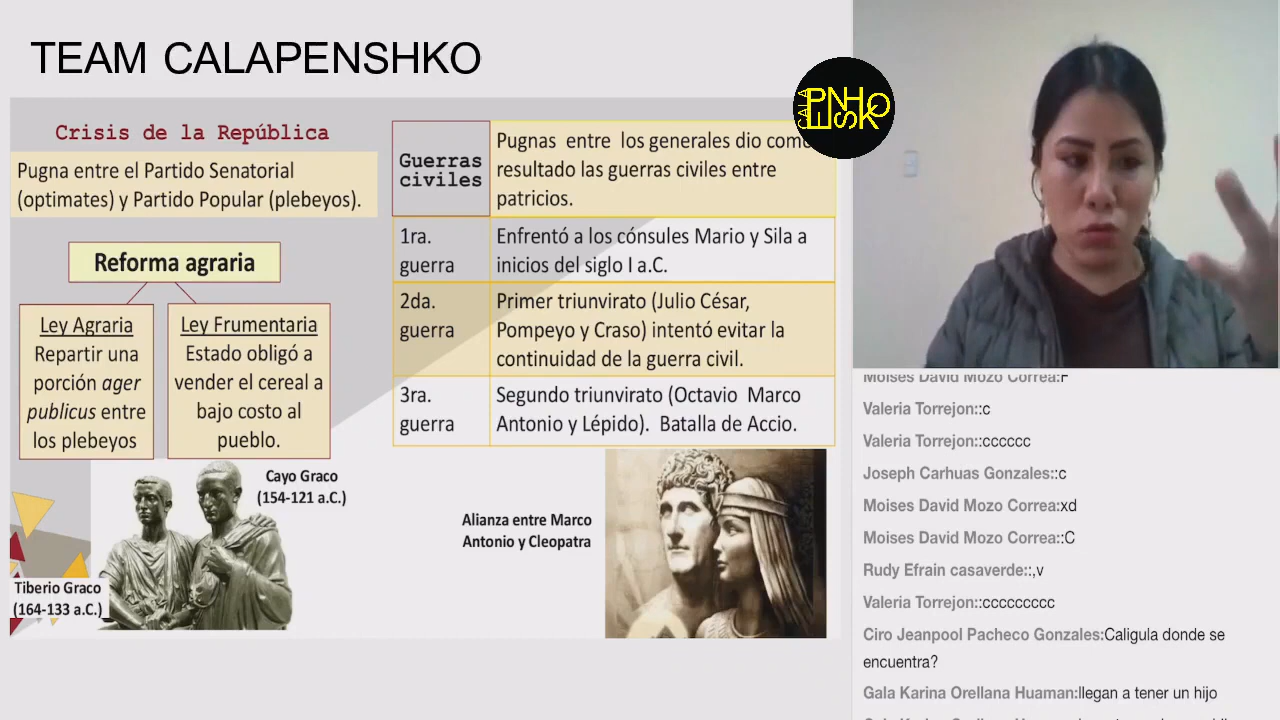 TEAM CALAPENSHKO
CALA
PENSHKO
Crisis de la República
Pugna entre el Partido Senatorial
(optimates) y Partido Popular (plebeyos).
Reforma agraria
Ley Agraria
Repartir una
porción ager
publicus entre
los plebeyos
Ley Frumentaria
Estado obligó a
vender el cereal a
bajo costo al
pueblo.
Cayo Graco
(154-121 a.C.)
Tiberio Graco
(164-133 a.C.)
Guerras
civiles
Pugnas entre los generales dio como
resultado las guerras civiles entre
patricios.
1ra.
guerra
Enfrentó a los cónsules Mario y Sila a
inicios del siglo I a.C.
2da.
guerra
Primer triunvirato (Julio César,
Pompeyo y Craso) intentó evitar la
continuidad de la guerra civil.
3ra.
guerra
Segundo triunvirato (Octavio Marco
Antonio y Lépido). Batalla de Accio.
Alianza entre Marco
Antonio y Cleopatra
Moises David Mozo Correa:F
Valeria Torrejon::c
Valeria Torrejon::cccccc
Joseph Carhuas Gonzales::c
Moises David Mozo Correa:xd
Moises David Mozo Correa::C
Rudy Efrain casaverde::,v
Valeria Torrejon::ccccccccc
Ciro Jeanpool Pacheco Gonzales:Caligula donde se
encuentra?
Gala Karina Orellana Huaman:llegan a tener un hijo